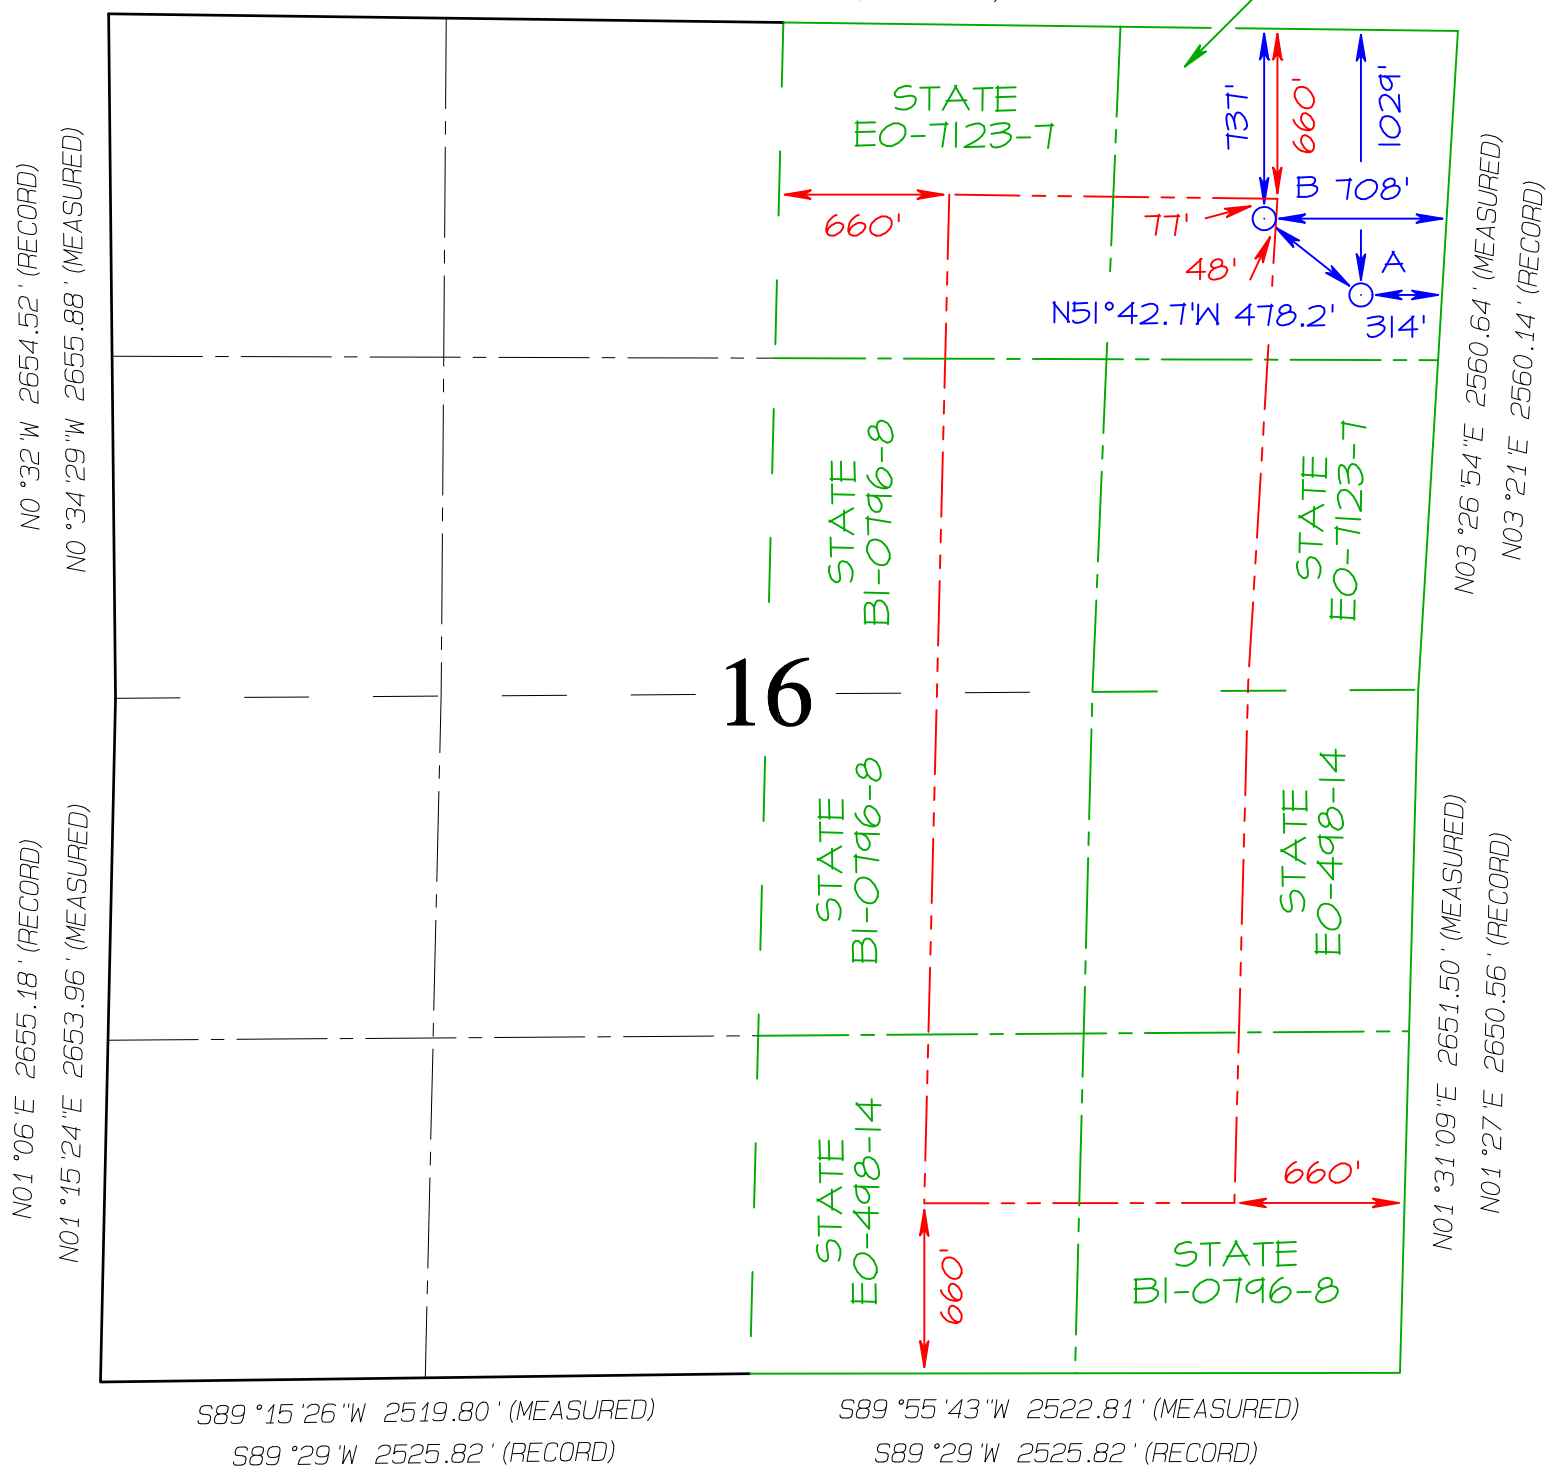 STATE
EO-7123-7
737'
660'
1029'
B 708'
660'
77'
48'
A
N51°42.7'W 478.2'
314'
N0°32'W 2654.52' (RECORD)
N0°34'29"W 2655.88' (MEASURED)
N03°26'54"E 2560.64' (MEASURED)
N03°21'E 2560.14' (RECORD)
STATE
B1-0796-8
STATE
EO-7123-7
16
STATE
B1-0796-8
STATE
EO-498-14
N01°06'E 2655.18' (RECORD)
N01°15'24"E 2653.96' (MEASURED)
N01°31'09"E 2651.50' (MEASURED)
N01°27'E 2650.56' (RECORD)
STATE
EO-498-14
660'
660'
STATE
B1-0796-8
S89°15'26"W 2519.80' (MEASURED)
S89°29'W 2525.82' (RECORD)
S89°55'43"W 2522.81' (MEASURED)
S89°29'W 2525.82' (RECORD)